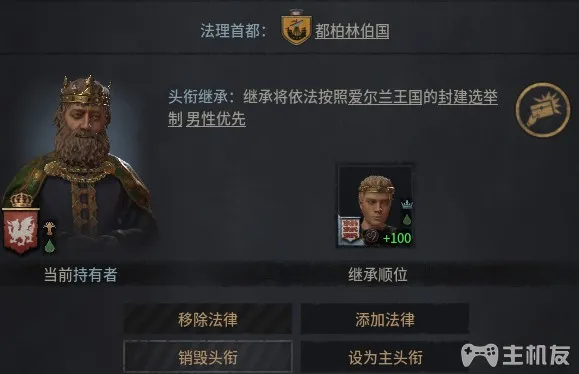 法理首都：都柏林伯国
头衔继承：继承将依法按照爱尔兰王国的封建选举
制 男性优先
+100
当前持有者
继承顺位
移除法律
添加法律
销毁头衔
设为主头衔
主机友